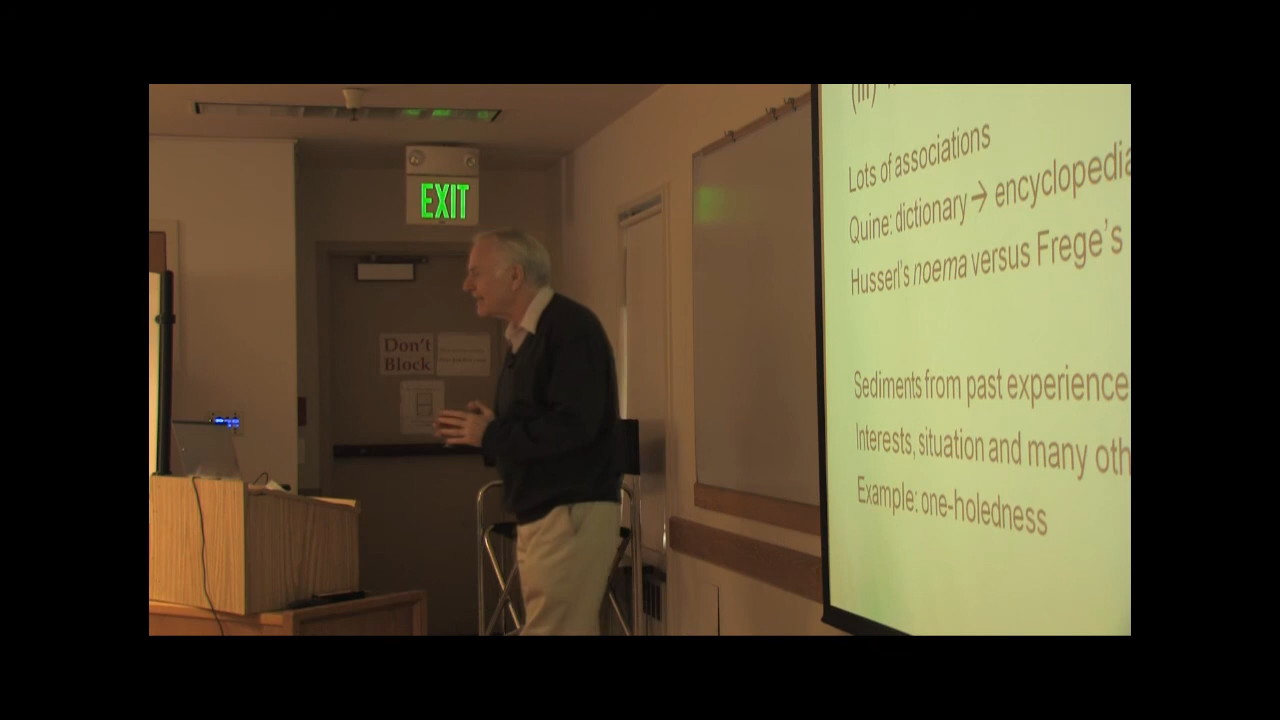 EXIT
Don't
Block
Lots of associations
Quine: dictionary → encyclopedia
Husserl's noema versus Frege's
Sediments from past experience
Interests, situation and many oth
Example: one-holedness